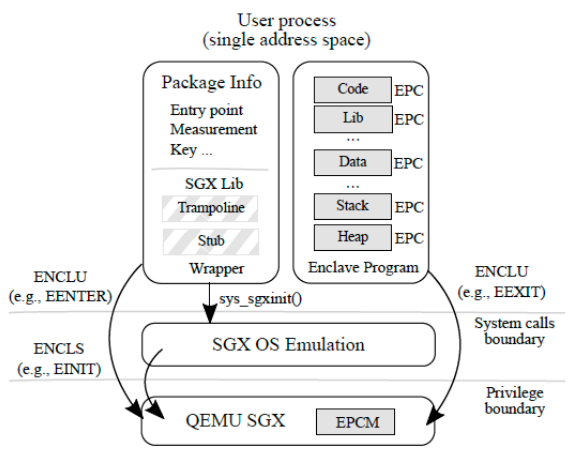 User process
(single address space)
Package Info
Entry point
Measurement
Key ...
SGX Lib
Trampoline
Stub
Wrapper
Code EPC
Lib EPC
...
Data EPC
...
Stack EPC
Heap EPC
Enclave Program
ENCLU
(e.g., EENTER)
sys_sgxinit()
ENCLU
(e.g., EEXIT)
System calls
boundary
SGX OS Emulation
ENCLS
(e.g., EINIT)
Privilege
boundary
QEMU SGX
EPCM